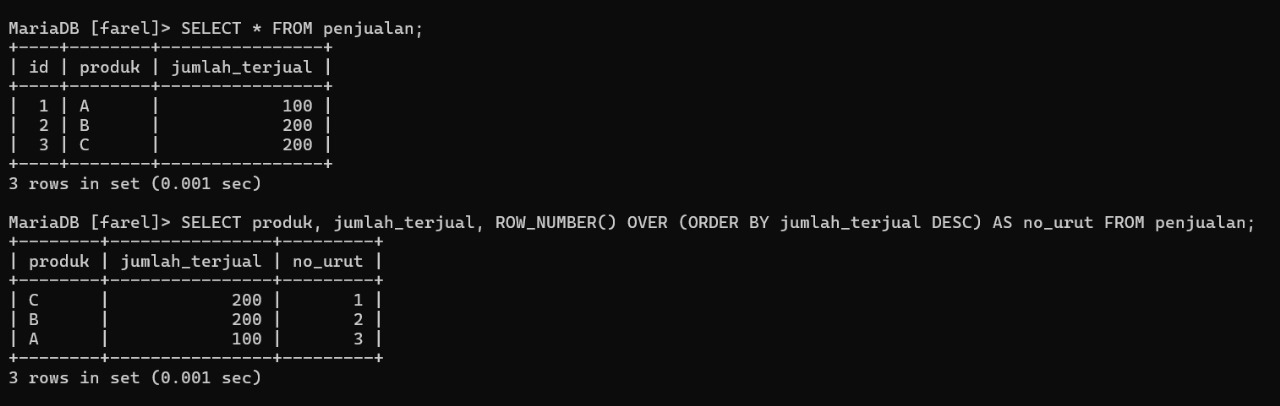 MariaDB [farel]> SELECT * FROM penjualan;
+----+--------+----------------+
| id | produk | jumlah_terjual |
+----+--------+----------------+
|  1 | A      |            100 |
|  2 | B      |            200 |
|  3 | C      |            200 |
+----+--------+----------------+
3 rows in set (0.001 sec)
MariaDB [farel]> SELECT produk, jumlah_terjual, ROW_NUMBER() OVER (ORDER BY jumlah_terjual DESC) AS no_urut FROM penjualan;
+--------+----------------+---------+
| produk | jumlah_terjual | no_urut |
+--------+----------------+---------+
| C      |            200 |       1 |
| B      |            200 |       2 |
| A      |            100 |       3 |
+--------+----------------+---------+
3 rows in set (0.001 sec)